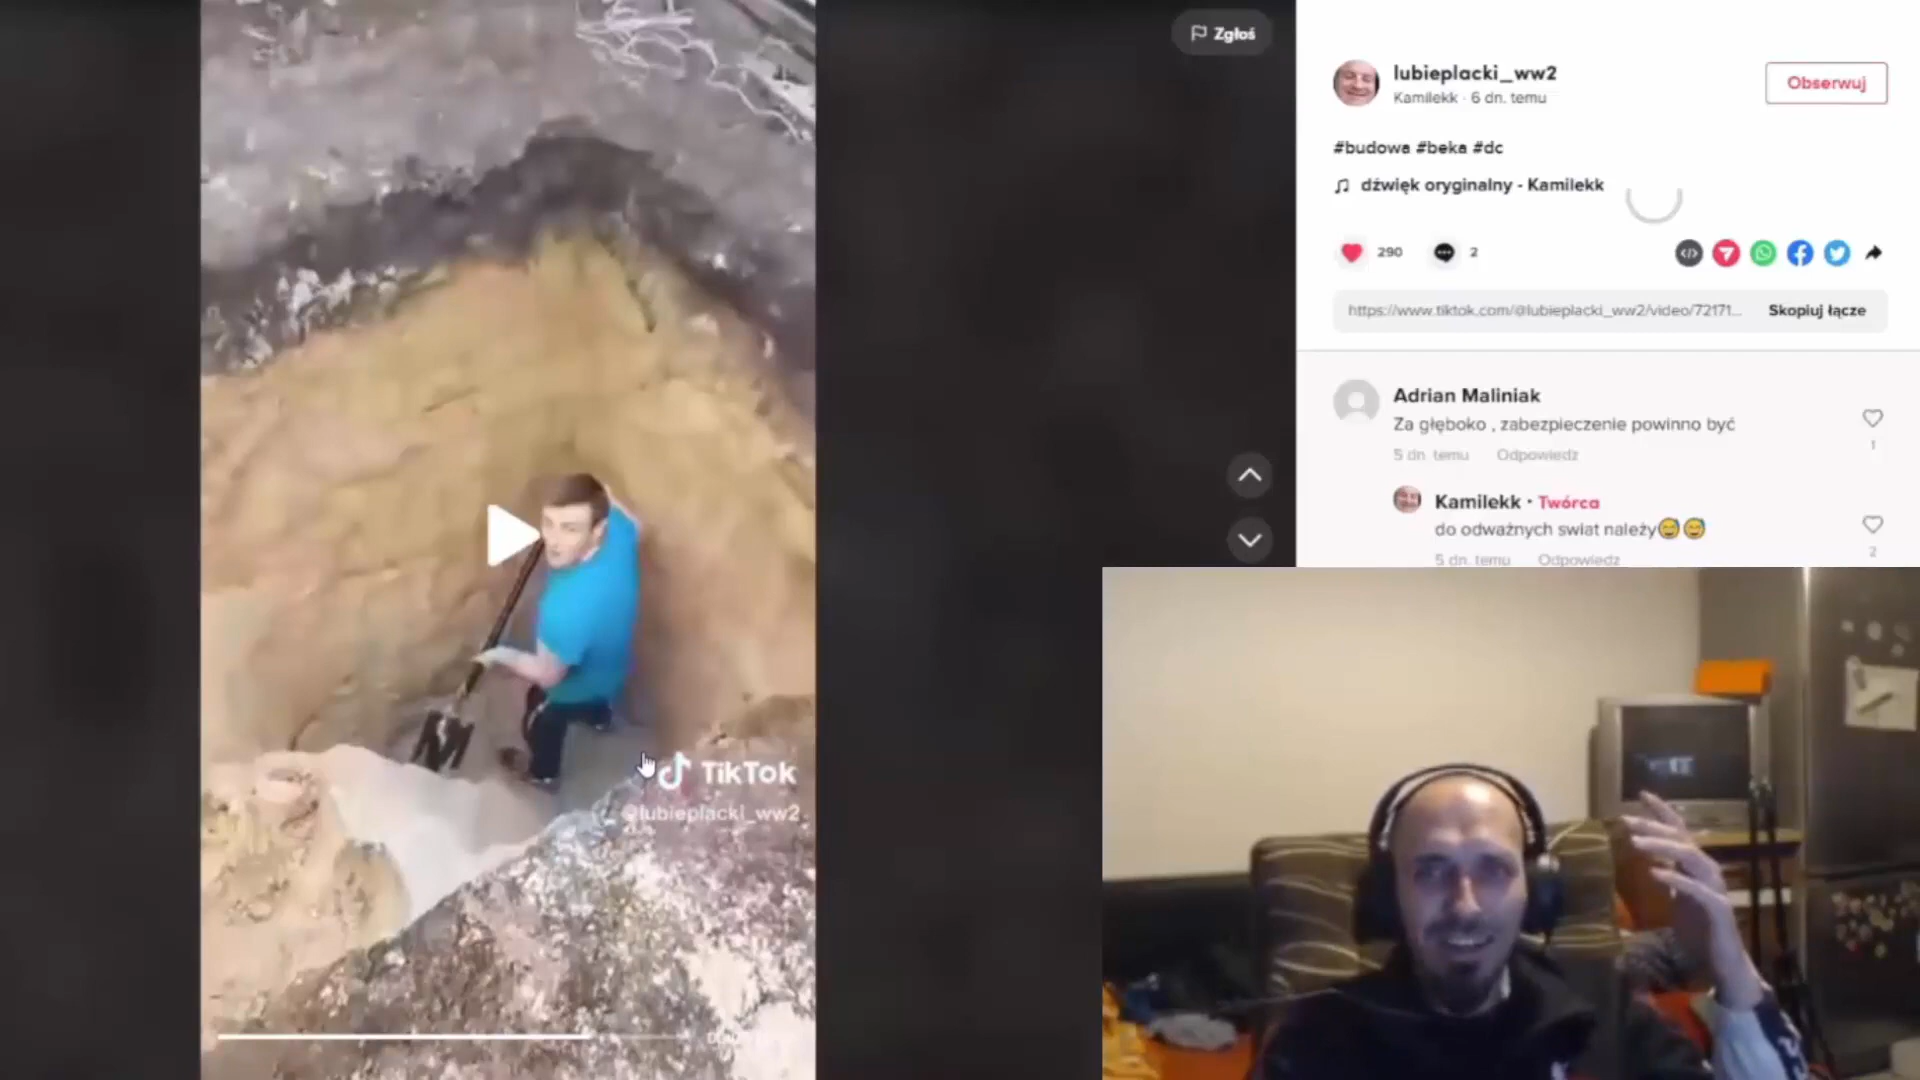 Zgłoś
lubieplacki_ww2
Kamilekk · 6 dn. temu
Obserwuj
#budowa #beka #dc
dźwięk oryginalny - Kamilekk
290
2
https://www.tiktok.com/@lubieplacki_ww2/video/72171...
Skopiuj łącze
Adrian Maliniak
Za głęboko , zabezpieczenie powinno być
1
5 dn. temu Odpowiedz
Kamilekk · Twórca
do odważnych swiat należy😅😅
2
5 dn. temu Odpowiedz
TikTok
@lubieplacki_ww2